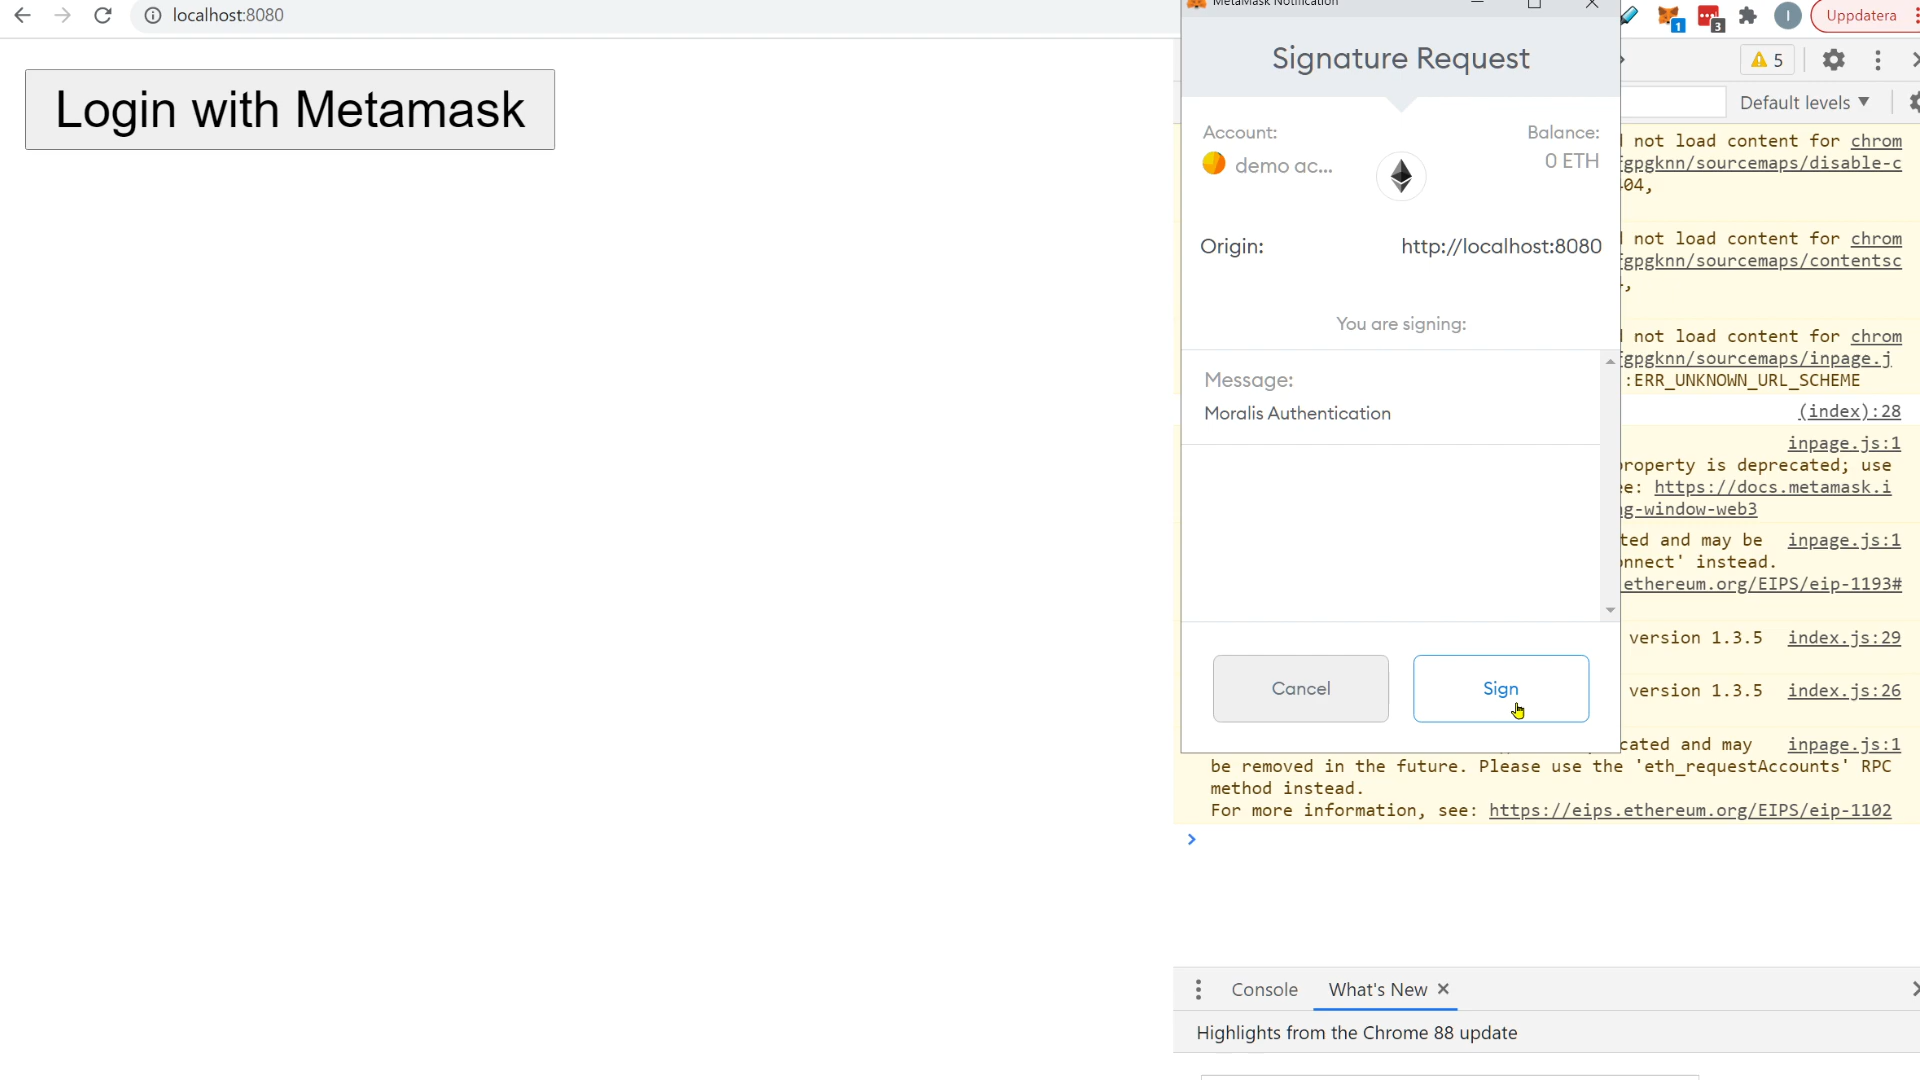 localhost:8080
MetaMask Notification
1
3
I
Uppdatera
Login with Metamask
Signature Request
Account:
demo ac...
Balance:
0 ETH
Origin:
http://localhost:8080
You are signing:
Message:
Moralis Authentication
Cancel
Sign
5
Default levels ▼
not load content for chrom
gpgknn/sourcemaps/disable-c
04,
not load content for chrom
gpgknn/sourcemaps/contentsc
,
not load content for chrom
gpgknn/sourcemaps/inpage.j
:ERR_UNKNOWN_URL_SCHEME
(index):28
inpage.js:1
property is deprecated; use
ee: https://docs.metamask.i
ng-window-web3
ted and may be inpage.js:1
onnect' instead.
ethereum.org/EIPS/eip-1193#
version 1.3.5 index.js:29
version 1.3.5 index.js:26
cated and may inpage.js:1
be removed in the future. Please use the 'eth_requestAccounts' RPC
method instead.
For more information, see: https://eips.ethereum.org/EIPS/eip-1102
Console
What's New
Highlights from the Chrome 88 update